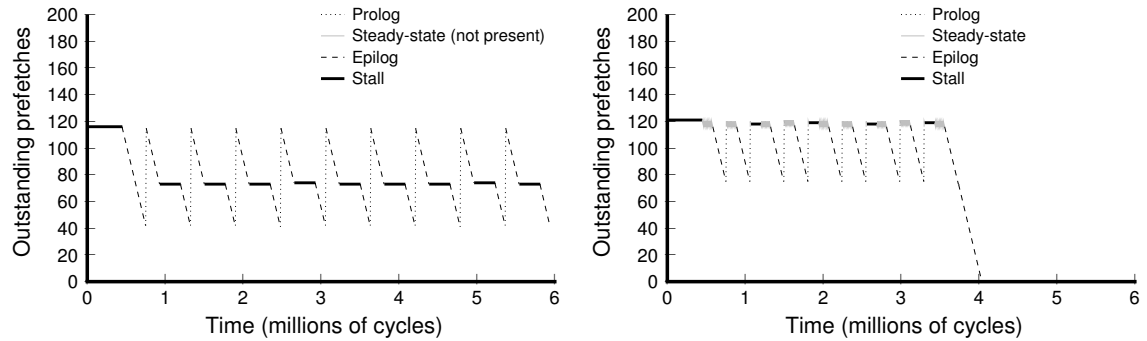 Outstanding prefetches
200
180
160
140
120
100
80
60
40
20
0
0 1 2 3 4 5 6
Time (millions of cycles)
Prolog
Steady-state (not present)
Epilog
Stall
Outstanding prefetches
200
180
160
140
120
100
80
60
40
20
0
0 1 2 3 4 5 6
Time (millions of cycles)
Prolog
Steady-state
Epilog
Stall